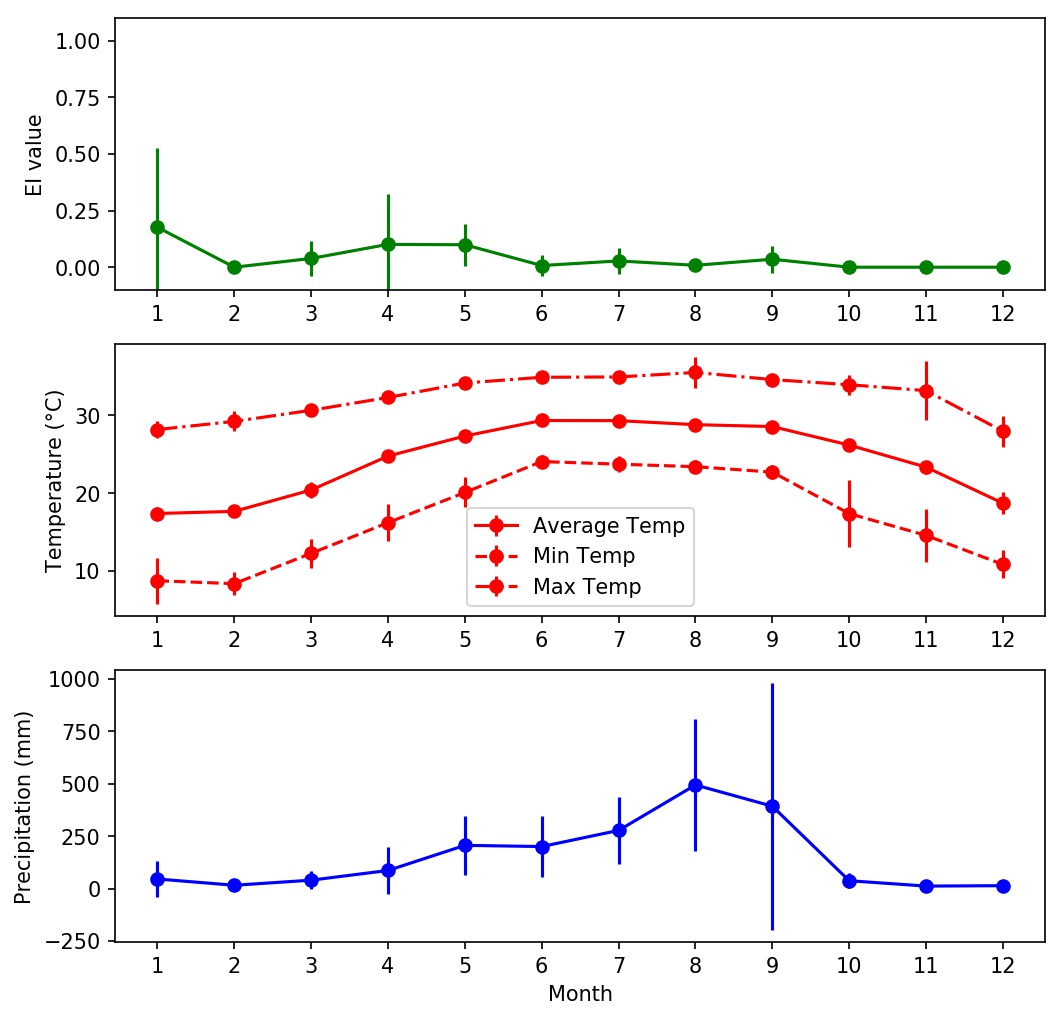 EI value
1.00
0.75
0.50
0.25
0.00
1 2 3 4 5 6 7 8 9 10 11 12
Temperature (°C)
30
20
10
Average Temp
Min Temp
Max Temp
1 2 3 4 5 6 7 8 9 10 11 12
Precipitation (mm)
1000
750
500
250
0
−250
1 2 3 4 5 6 7 8 9 10 11 12
Month